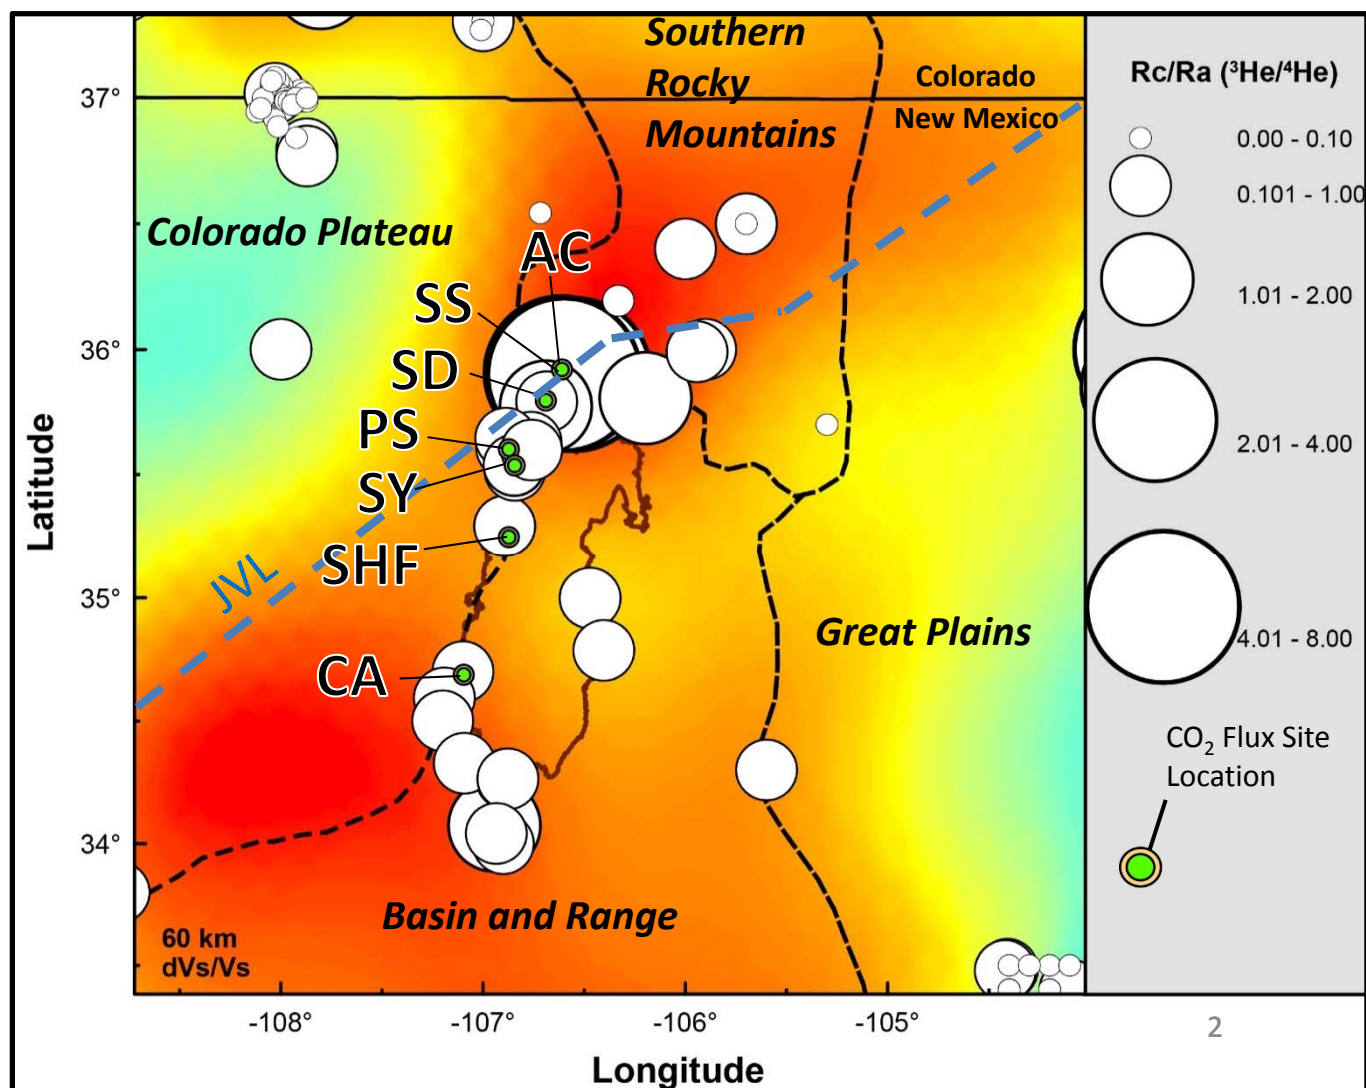 Southern
Rocky
Mountains
Colorado
New Mexico
Colorado Plateau
AC
SS
SD
PS
SY
SHF
JVL
CA
Great Plains
Basin and Range
60 km
dVs/Vs
37°
36°
35°
34°
Latitude
-108°
-107°
-106°
-105°
Longitude
Rc/Ra (³He/⁴He)
0.00 - 0.10
0.101 - 1.00
1.01 - 2.00
2.01 - 4.00
4.01 - 8.00
CO₂ Flux Site
Location
2